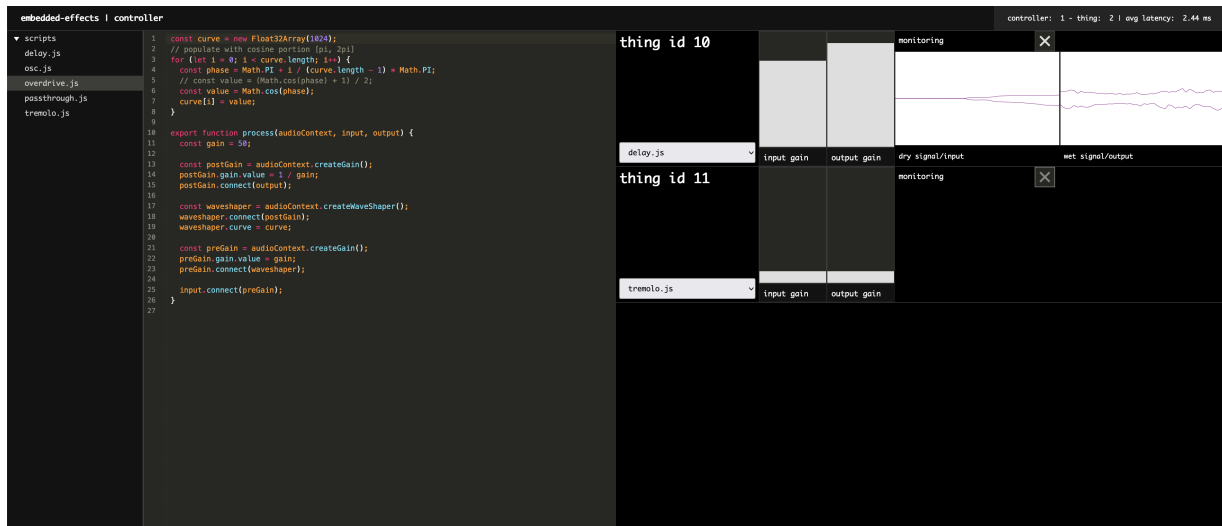 embedded-effects | controller
controller: 1 - thing: 2 | avg latency: 2.44 ms
▼ scripts
delay.js
osc.js
overdrive.js
passthrough.js
tremolo.js
1 const curve = new Float32Array(1024);
2 // populate with cosine portion [pi, 2pi]
3 for (let i = 0; i < curve.length; i++) {
4 const phase = Math.PI + i / (curve.length - 1) * Math.PI;
5 // const value = (Math.cos(phase) + 1) / 2;
6 const value = Math.cos(phase);
7 curve[i] = value;
8 }
9
10 export function process(audioContext, input, output) {
11 const gain = 50;
12
13 const postGain = audioContext.createGain();
14 postGain.gain.value = 1 / gain;
15 postGain.connect(output);
16
17 const waveshaper = audioContext.createWaveShaper();
18 waveshaper.connect(postGain);
19 waveshaper.curve = curve;
20
21 const preGain = audioContext.createGain();
22 preGain.gain.value = gain;
23 preGain.connect(waveshaper);
24
25 input.connect(preGain);
26 }
27
thing id 10
delay.js
input gain
output gain
monitoring
dry signal/input
wet signal/output
thing id 11
tremolo.js
input gain
output gain
monitoring